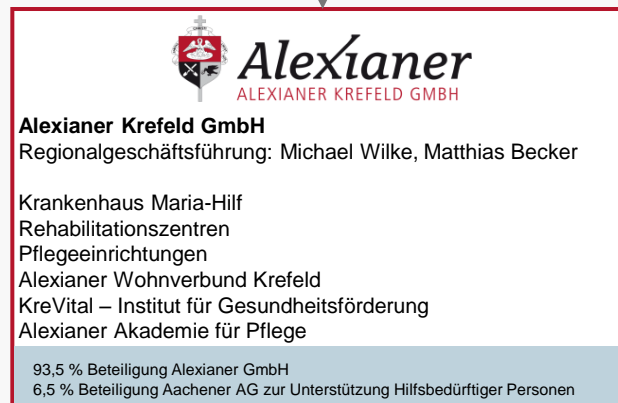 Alexianer
ALEXIANER KREFELD GMBH
Alexianer Krefeld GmbH
Regionalgeschäftsführung: Michael Wilke, Matthias Becker
Krankenhaus Maria-Hilf
Rehabilitationszentren
Pflegeeinrichtungen
Alexianer Wohnverbund Krefeld
KreVital – Institut für Gesundheitsförderung
Alexianer Akademie für Pflege
93,5 % Beteiligung Alexianer GmbH
6,5 % Beteiligung Aachener AG zur Unterstützung Hilfsbedürftiger Personen